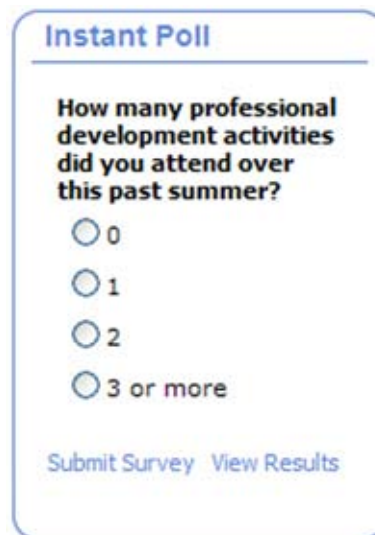 Instant Poll
How many professional
development activities
did you attend over
this past summer?
0
1
2
3 or more
Submit Survey View Results